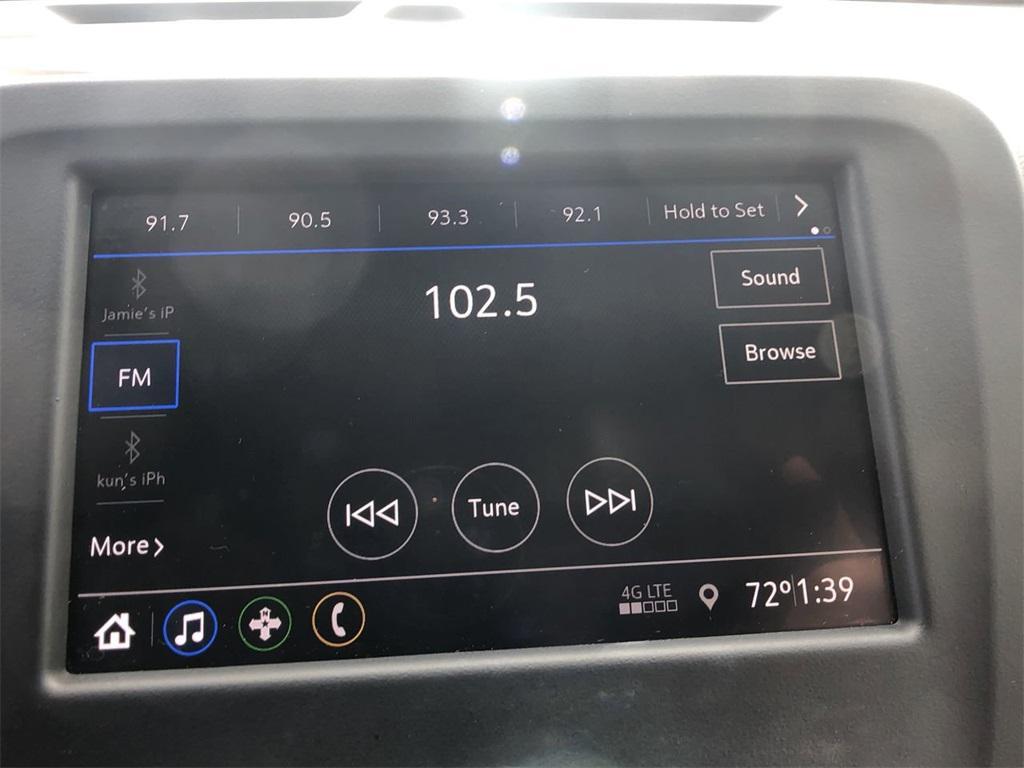 91.7 90.5 93.3 92.1 Hold to Set
Jamie's iP
102.5
Sound
FM
Browse
kun's iPh
Tune
More
4G LTE
72° 1:39